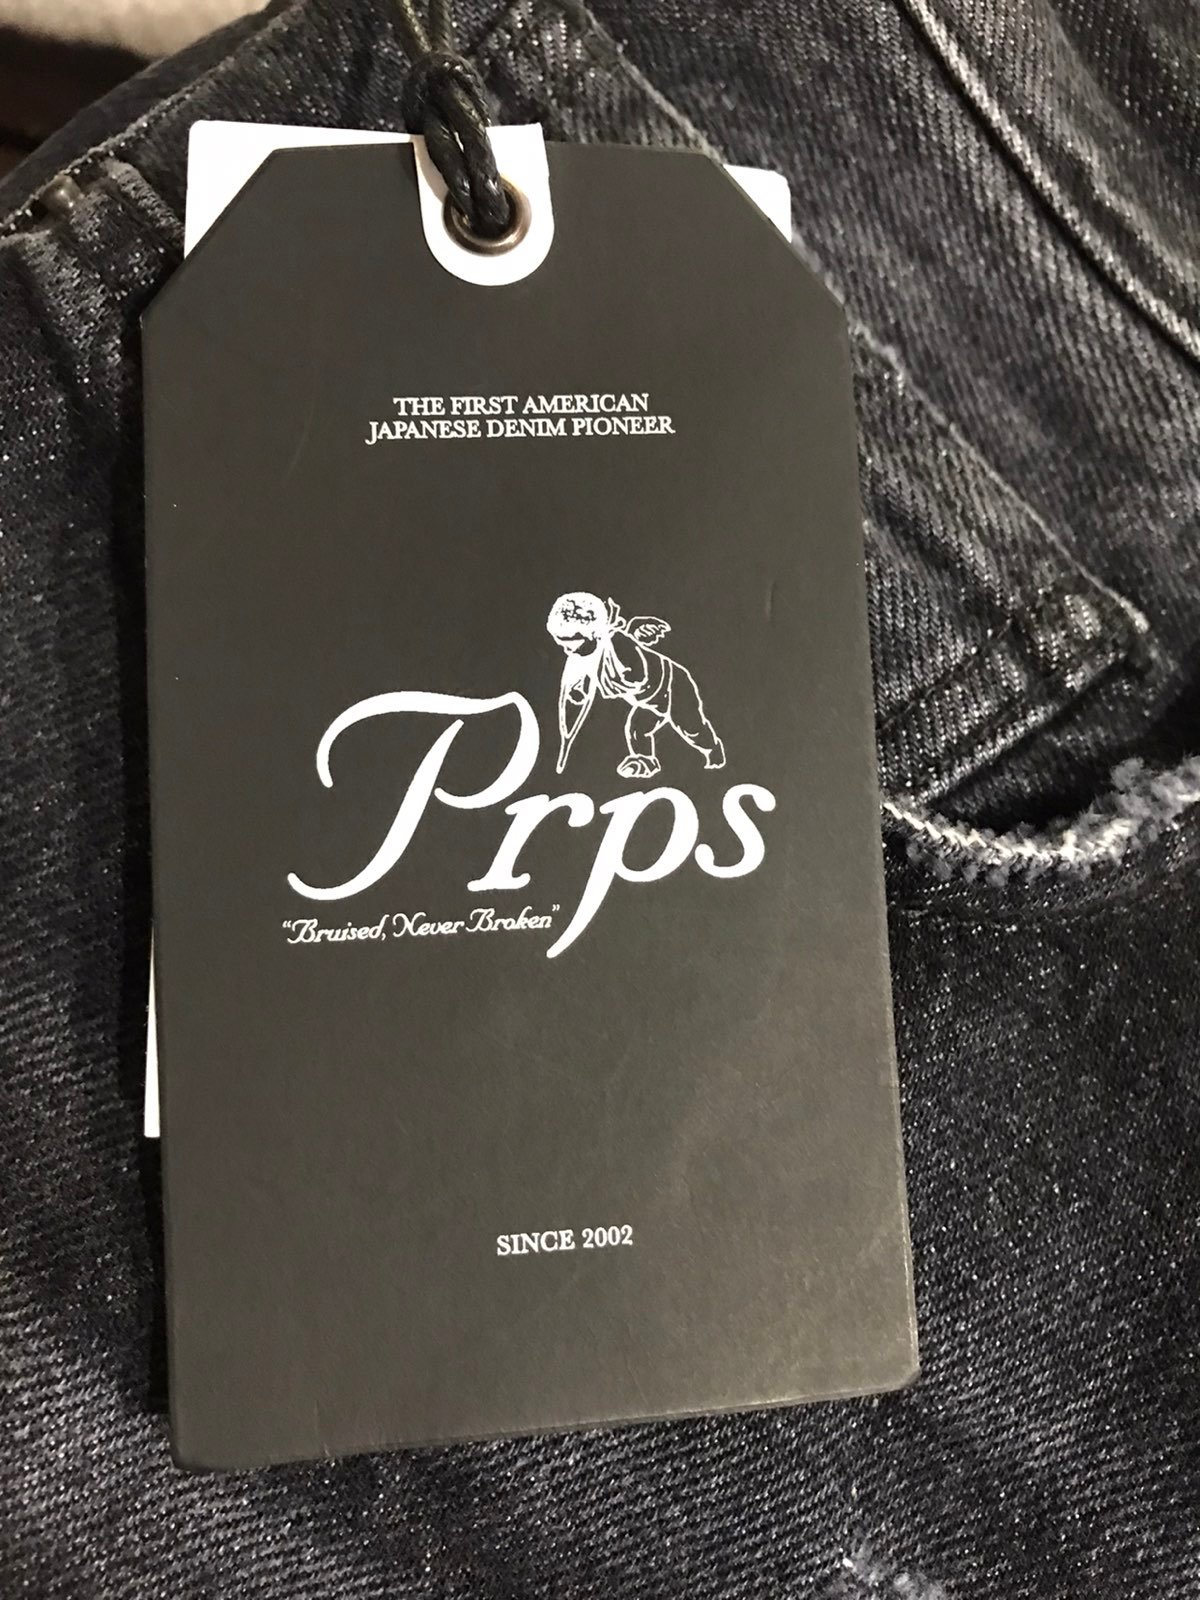 THE FIRST AMERICAN
JAPANESE DENIM PIONEER
Prps
"Bruised, Never Broken"
SINCE 2002